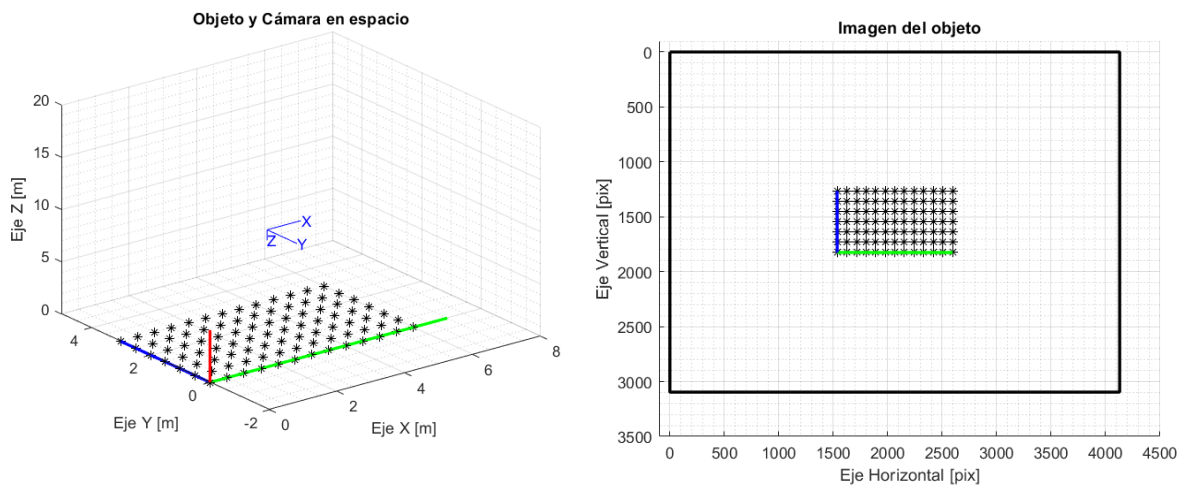 Objeto y Cámara en espacio
20
15
10
5
0
Eje Z [m]
4
2
0
-2
Eje Y [m]
0
2
4
6
8
Eje X [m]
X
Z
Y
Imagen del objeto
0
500
1000
1500
2000
2500
3000
3500
Eje Vertical [pix]
0 500 1000 1500 2000 2500 3000 3500 4000 4500
Eje Horizontal [pix]